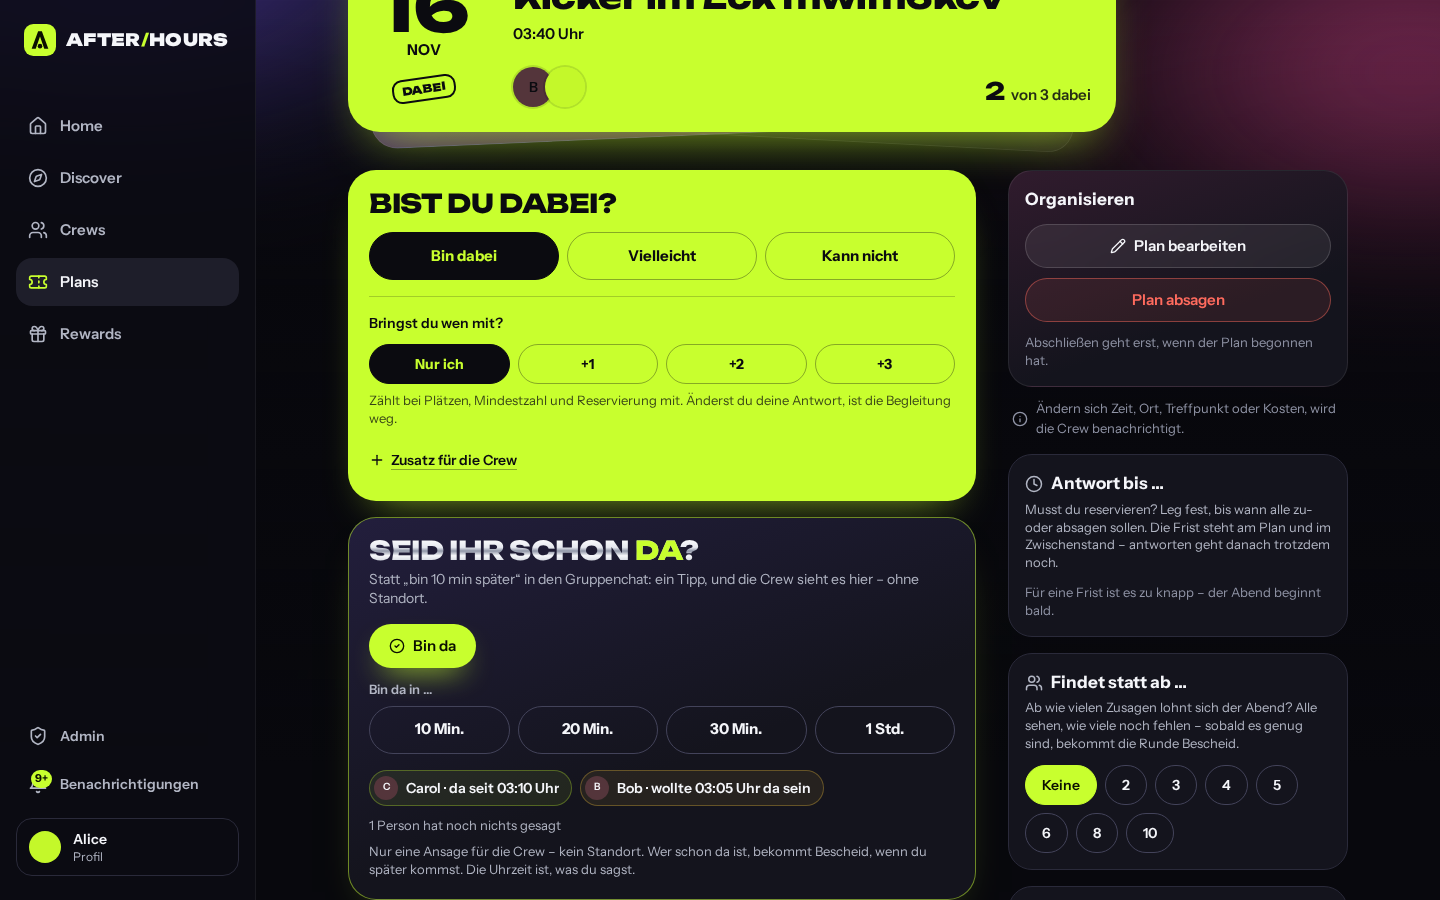 AFTER/HOURS
Home
Discover
Crews
Plans
Rewards
Admin
9+
Benachrichtigungen
Alice
Profil
16
NOV
DABEI
03:40 Uhr
B
2 von 3 dabei
BIST DU DABEI?
Bin dabei
Vielleicht
Kann nicht
Bringst du wen mit?
Nur ich
+1
+2
+3
Zählt bei Plätzen, Mindestzahl und Reservierung mit. Änderst du deine Antwort, ist die Begleitung
weg.
Zusatz für die Crew
SEID IHR SCHON DA?
Statt „bin 10 min später“ in den Gruppenchat: ein Tipp, und die Crew sieht es hier – ohne
Standort.
Bin da
Bin da in ...
10 Min.
20 Min.
30 Min.
1 Std.
C Carol · da seit 03:10 Uhr
B Bob · wollte 03:05 Uhr da sein
1 Person hat noch nichts gesagt
Nur eine Ansage für die Crew – kein Standort. Wer schon da ist, bekommt Bescheid, wenn du
später kommst. Die Uhrzeit ist, was du sagst.
Organisieren
Plan bearbeiten
Plan absagen
Abschließen geht erst, wenn der Plan begonnen
hat.
Ändern sich Zeit, Ort, Treffpunkt oder Kosten, wird
die Crew benachrichtigt.
Antwort bis ...
Musst du reservieren? Leg fest, bis wann alle zu-
oder absagen sollen. Die Frist steht am Plan und im
Zwischenstand – antworten geht danach trotzdem
noch.
Für eine Frist ist es zu knapp – der Abend beginnt
bald.
Findet statt ab ...
Ab wie vielen Zusagen lohnt sich der Abend? Alle
sehen, wie viele noch fehlen – sobald es genug
sind, bekommt die Runde Bescheid.
Keine
2
3
4
5
6
8
10